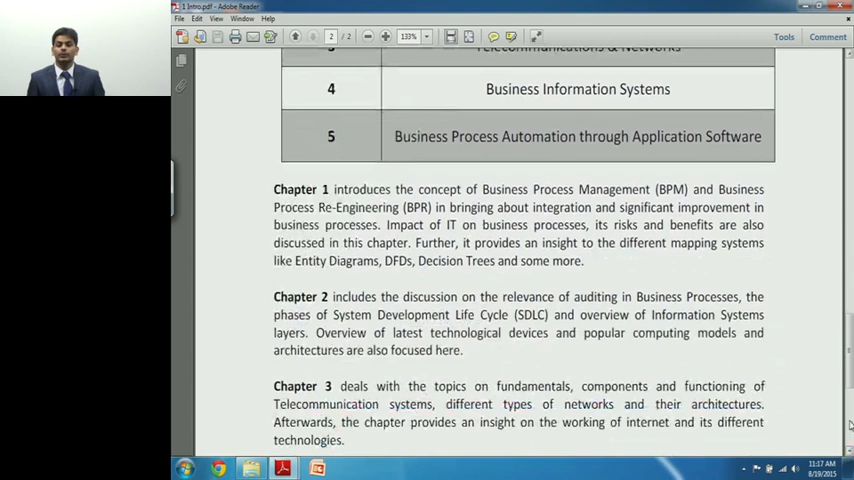 1 Intro.pdf - Adobe Reader
File Edit View Window Help
2 / 2 133% Tools Comment
3 Telecommunications & Networks
4 Business Information Systems
5 Business Process Automation through Application Software
Chapter 1 introduces the concept of Business Process Management (BPM) and Business
Process Re-Engineering (BPR) in bringing about integration and significant improvement in
business processes. Impact of IT on business processes, its risks and benefits are also
discussed in this chapter. Further, it provides an insight to the different mapping systems
like Entity Diagrams, DFDs, Decision Trees and some more.
Chapter 2 includes the discussion on the relevance of auditing in Business Processes, the
phases of System Development Life Cycle (SDLC) and overview of Information Systems
layers. Overview of latest technological devices and popular computing models and
architectures are also focused here.
Chapter 3 deals with the topics on fundamentals, components and functioning of
Telecommunication systems, different types of networks and their architectures.
Afterwards, the chapter provides an insight on the working of internet and its different
technologies.
11:17 AM
8/19/2015